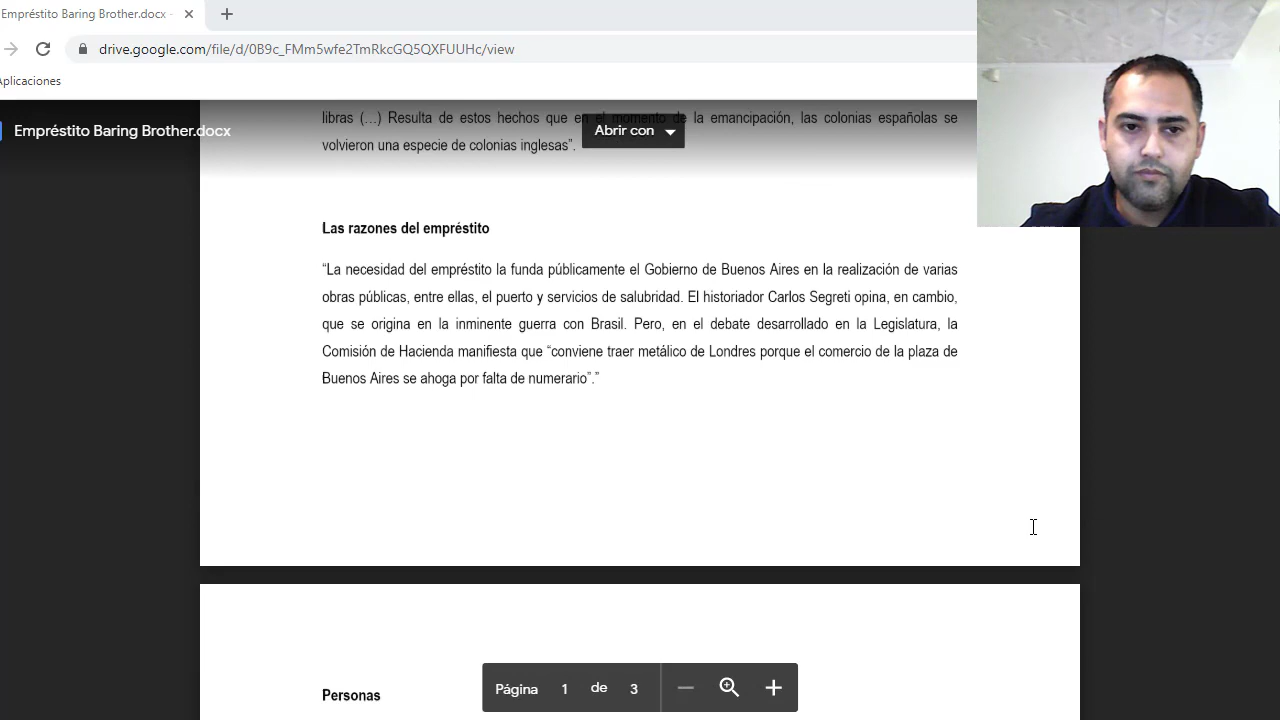 Empréstito Baring Brother.docx -
drive.google.com/file/d/0B9c_FMm5wfe2TmRkcGQ5QXFUUHc/view
Aplicaciones
libras (…) Resulta de estos hechos que en el momento de la emancipación, las colonias españolas se
Empréstito Baring Brother.docx
Abrir con
volvieron una especie de colonias inglesas”.
Las razones del empréstito
“La necesidad del empréstito la funda públicamente el Gobierno de Buenos Aires en la realización de varias
obras públicas, entre ellas, el puerto y servicios de salubridad. El historiador Carlos Segreti opina, en cambio,
que se origina en la inminente guerra con Brasil. Pero, en el debate desarrollado en la Legislatura, la
Comisión de Hacienda manifiesta que “conviene traer metálico de Londres porque el comercio de la plaza de
Buenos Aires se ahoga por falta de numerario”.”
Personas
Página 1 de 3